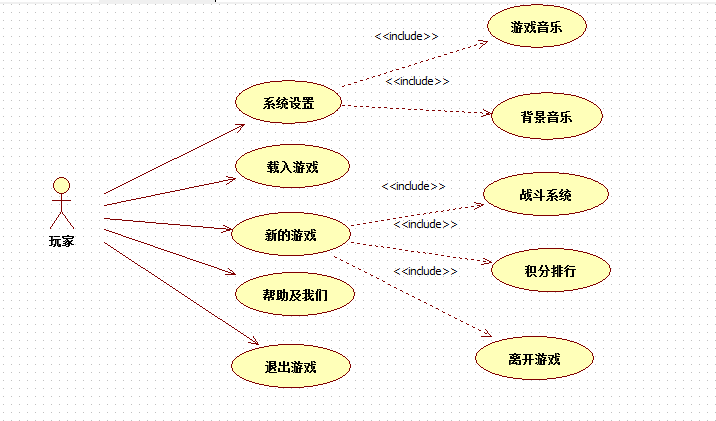 游戏音乐
<<include>>
<<include>>
系统设置
背景音乐
载入游戏
<<include>>
战斗系统
<<include>>
新的游戏
玩家
<<include>>
积分排行
帮助及我们
离开游戏
退出游戏